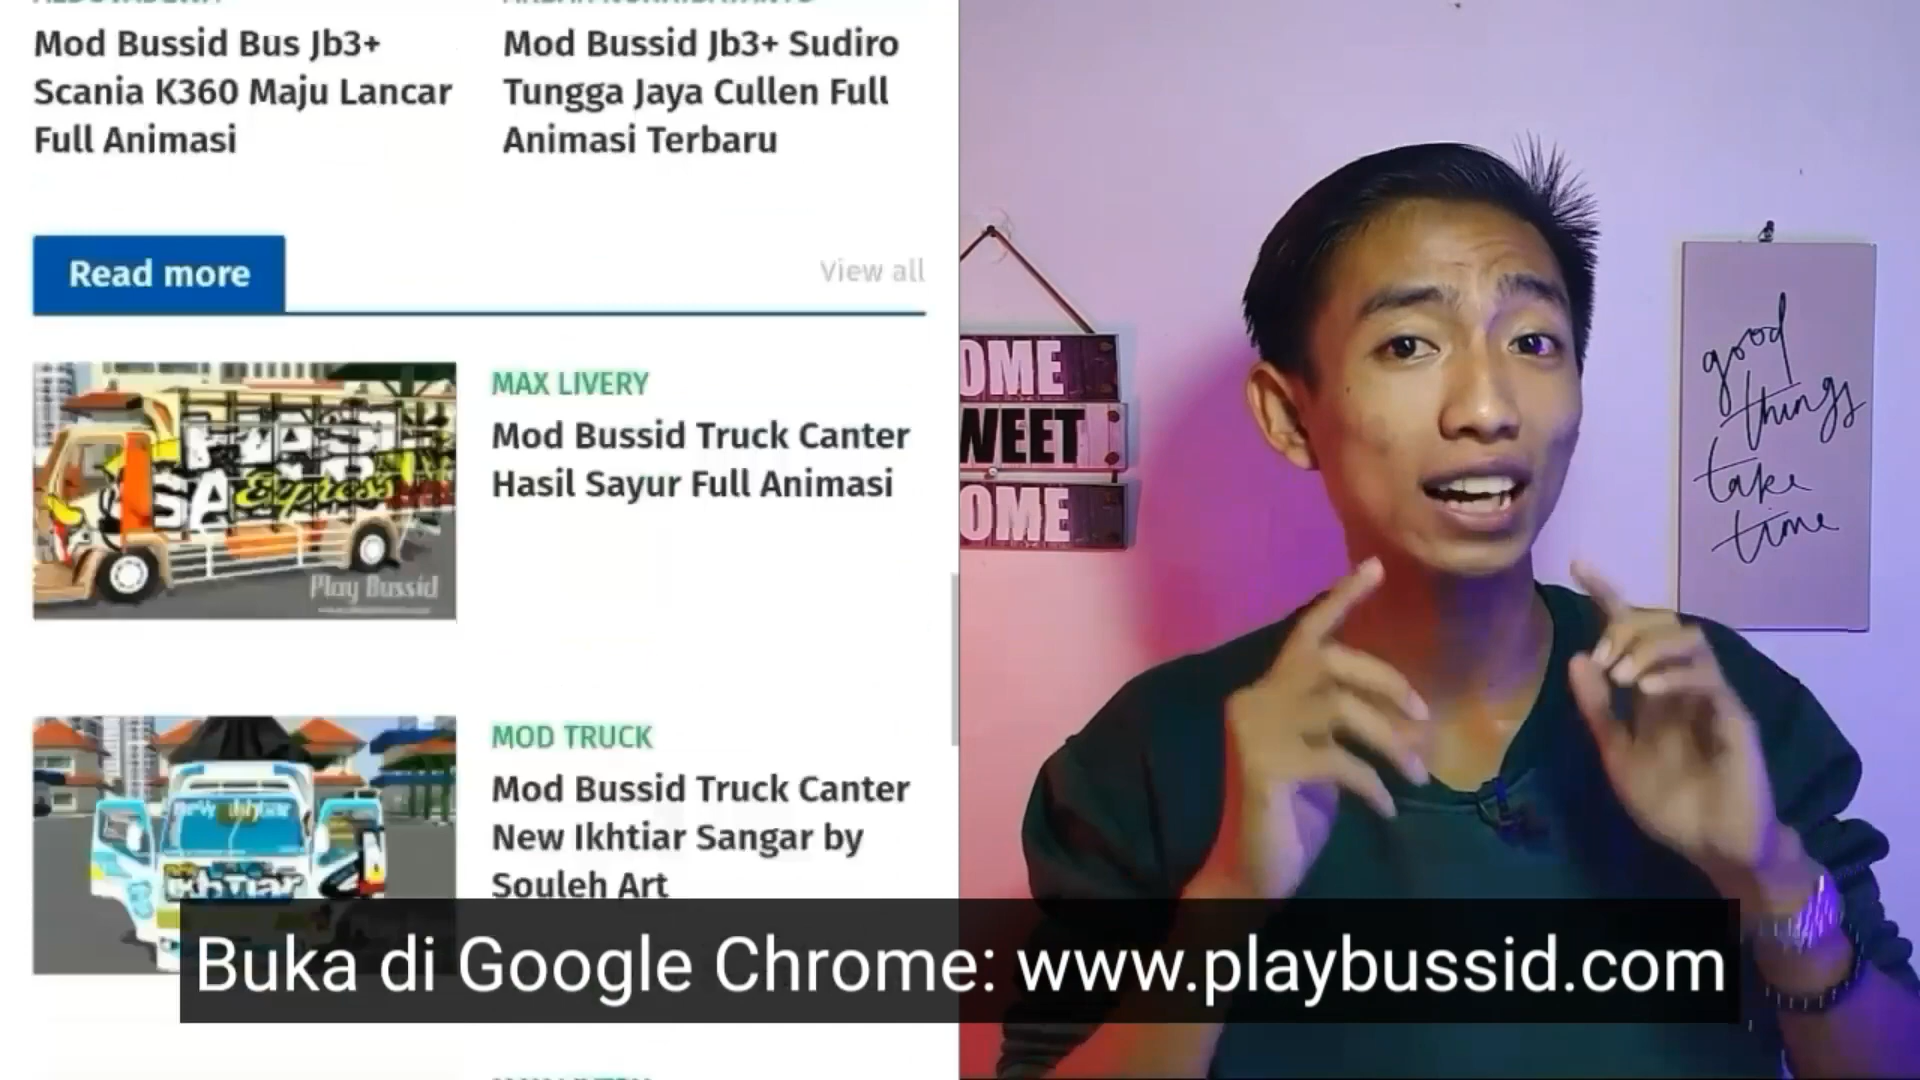 Mod Bussid Bus Jb3+
Scania K360 Maju Lancar
Full Animasi
Mod Bussid Jb3+ Sudiro
Tungga Jaya Cullen Full
Animasi Terbaru
Read more
View all
MAX LIVERY
Mod Bussid Truck Canter
Hasil Sayur Full Animasi
Express
Play Bussid
MOD TRUCK
Mod Bussid Truck Canter
New Ikhtiar Sangar by
Souleh Art
ikhtiar
OME
WEET
OME
good
things
take
time
Buka di Google Chrome: www.playbussid.com